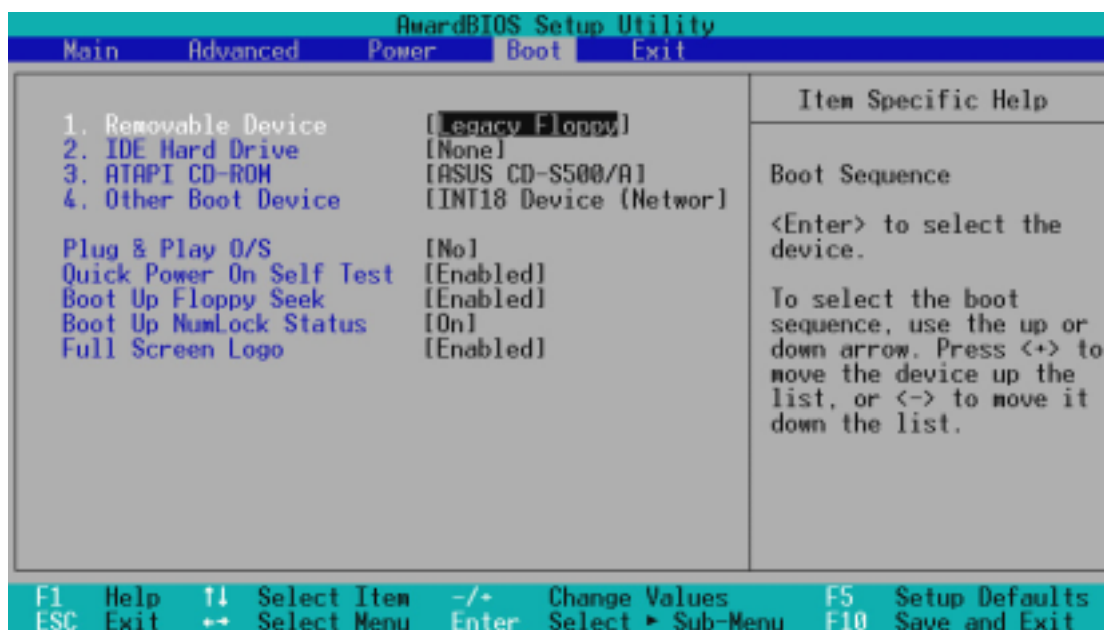 AwardBIOS Setup Utility
Main Advanced Power Boot Exit
1. Removable Device [Legacy Floppy]
2. IDE Hard Drive [None]
3. ATAPI CD-ROM [ASUS CD-S500/A]
4. Other Boot Device [INT18 Device (Networ]
Plug & Play O/S [No]
Quick Power On Self Test [Enabled]
Boot Up Floppy Seek [Enabled]
Boot Up NumLock Status [On]
Full Screen Logo [Enabled]
Item Specific Help
Boot Sequence
<Enter> to select the
device.
To select the boot
sequence, use the up or
down arrow. Press <+> to
move the device up the
list, or <-> to move it
down the list.
F1 Help ↑↓ Select Item -/+ Change Values F5 Setup Defaults
ESC Exit ←→ Select Menu Enter Select ► Sub-Menu F10 Save and Exit